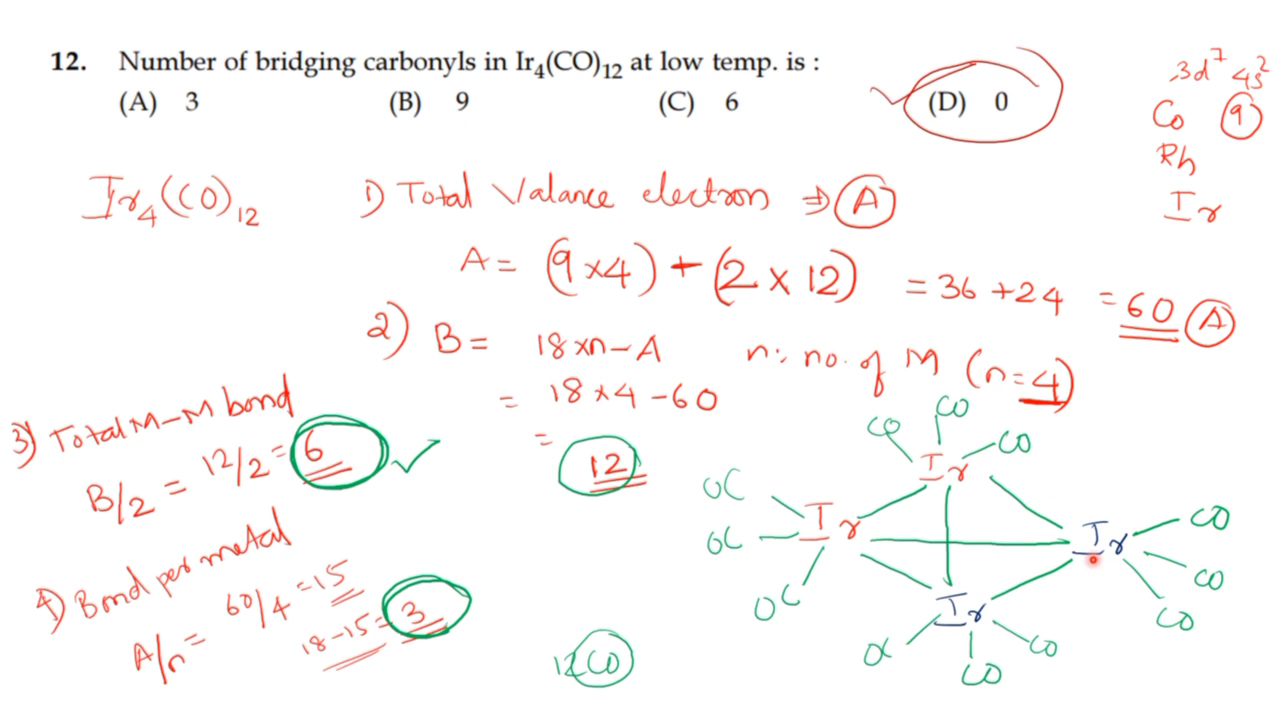 12. Number of bridging carbonyls in Ir4(CO)12 at low temp. is :
(A) 3 (B) 9 (C) 6 (D) 0
3d7 4s2
Co 9
Rh
Ir
Ir4(CO)12
1) Total Valance electron ⇒ A
A = (9×4) + (2 × 12) = 36 + 24 = 60 A
2) B = 18×n - A n: no. of M (n=4)
= 18×4 - 60
= 12
3) Total M-M bond
B/2 = 12/2 = 6
4) Bond per metal
A/n = 60/4 = 15
18-15 = 3
12 CO
CO CO CO
Ir
OC
OC
OC
Ir
Ir
CO
CO
CO
Ir
CO
CO